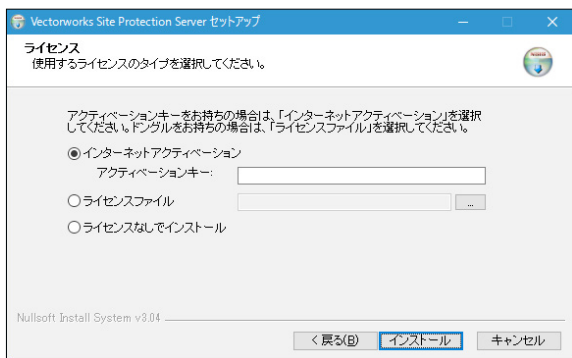 Vectorworks Site Protection Server セットアップ
ライセンス
使用するライセンスのタイプを選択してください。
アクティベーションキーをお持ちの場合は、「インターネットアクティベーション」を選択
してください。ドングルをお持ちの場合は、「ライセンスファイル」を選択してください。
インターネットアクティベーション
アクティベーションキー:
ライセンスファイル
...
ライセンスなしでインストール
Nullsoft Install System v3.04
< 戻る(B)
インストール
キャンセル